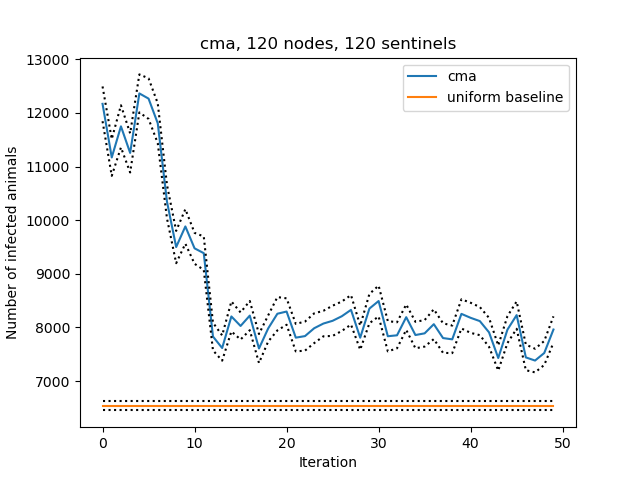 cma, 120 nodes, 120 sentinels
cma
uniform baseline
Number of infected animals
13000
12000
11000
10000
9000
8000
7000
0
10
20
30
40
50
Iteration